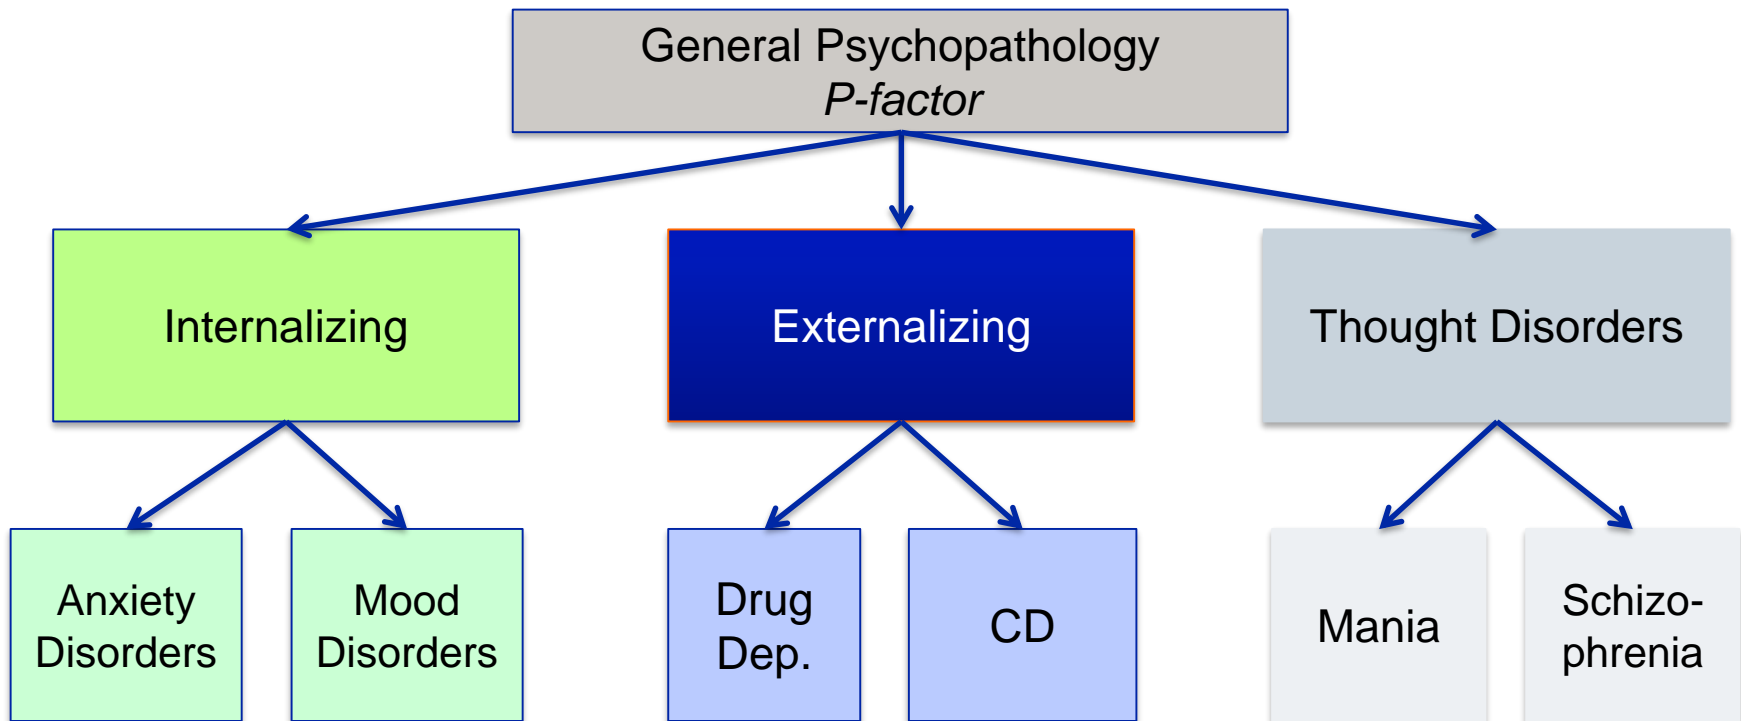 General Psychopathology
P-factor
Internalizing
Externalizing
Thought Disorders
Anxiety
Disorders
Mood
Disorders
Drug
Dep.
CD
Mania
Schizo-
phrenia